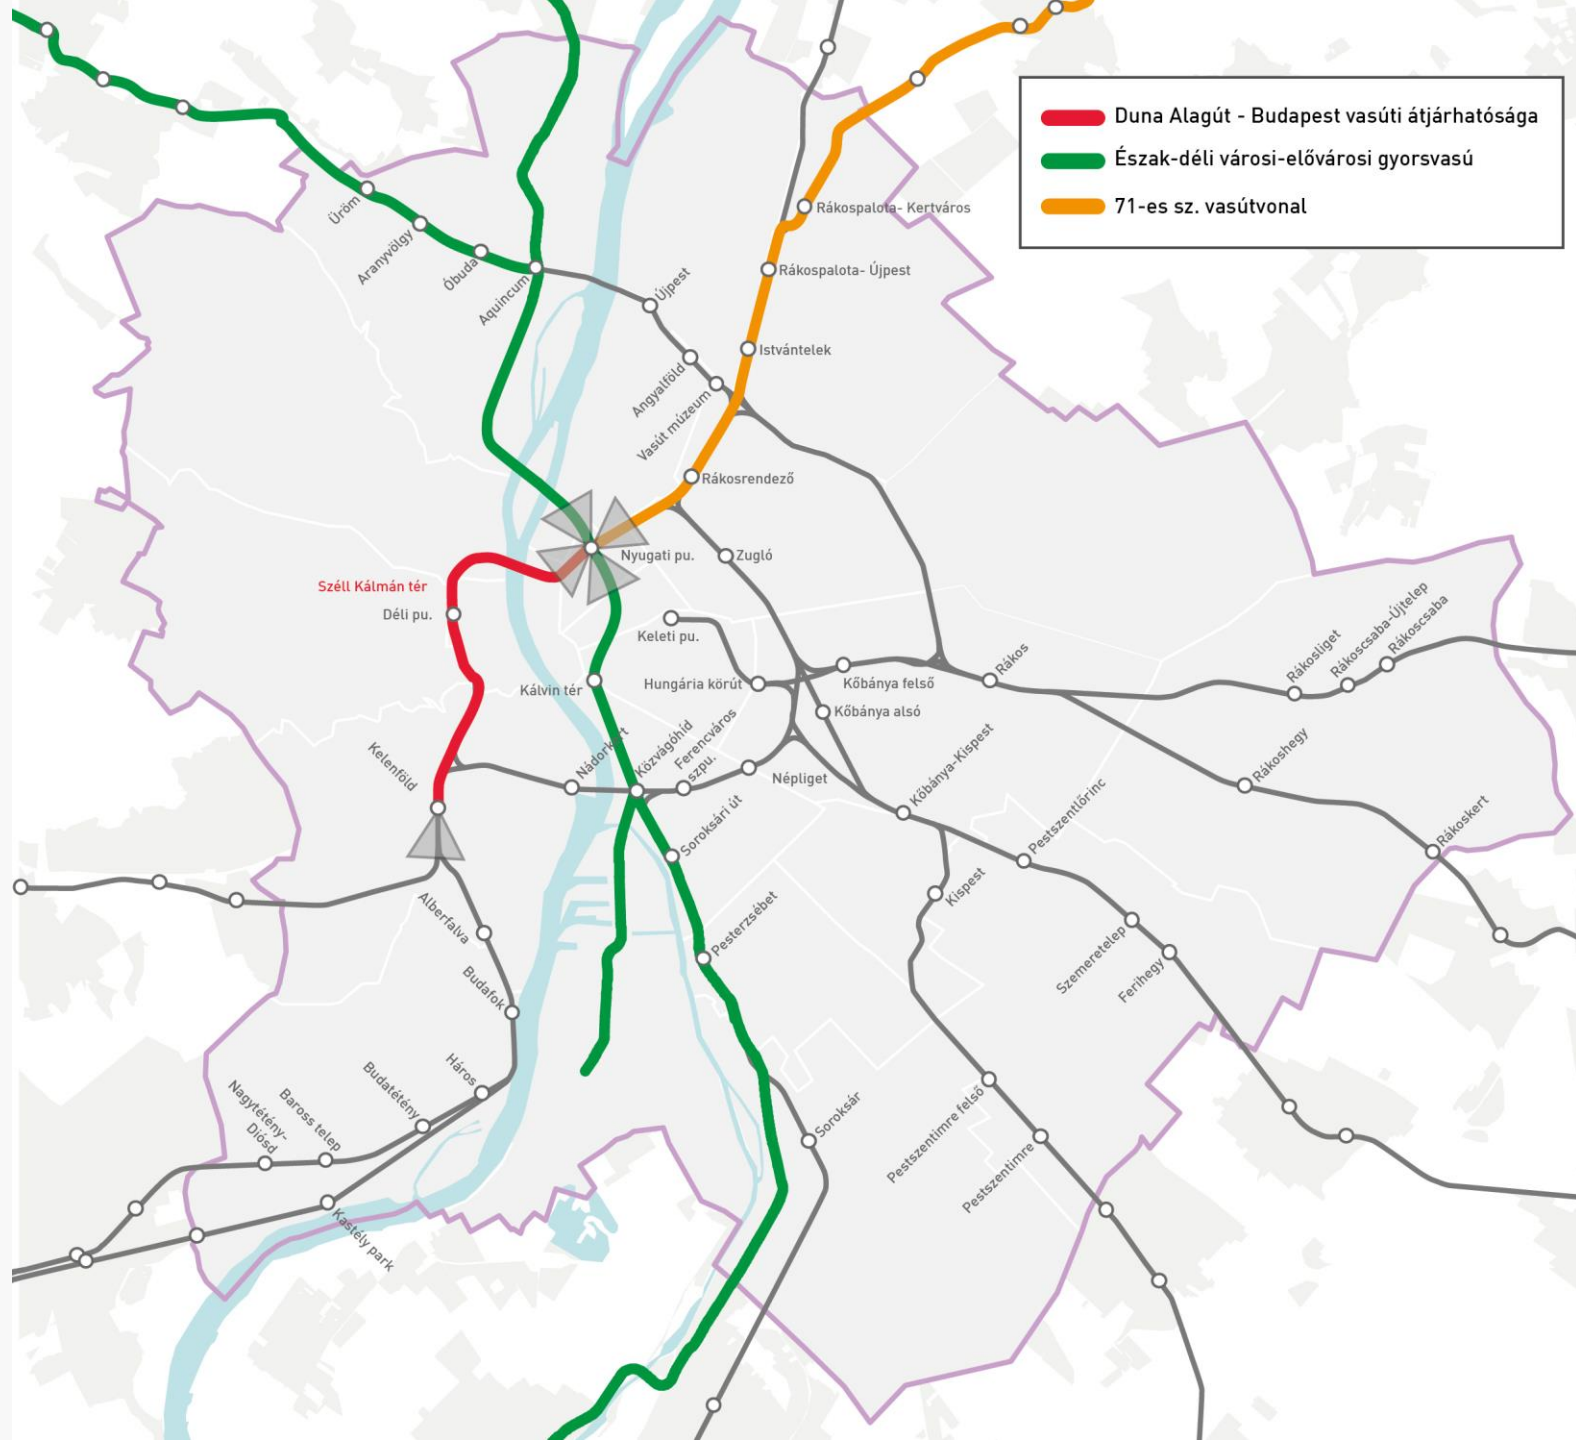 Duna Alagút - Budapest vasúti átjárhatósága
Észak-déli városi-elővárosi gyorsvasú
71-es sz. vasútvonal
Üröm
Aranyvölgy
Óbuda
Aquincum
Újpest
Angyalföld
Vasút múzeum
Rákospalota- Kertváros
Rákospalota- Újpest
Istvántelek
Rákosrendező
Nyugati pu.
Zugló
Széll Kálmán tér
Déli pu.
Keleti pu.
Kálvin tér
Hungária körút
Kőbánya felső
Kőbánya alsó
Rákos
Rákosliget
Rákoscsaba-Újtelep
Rákoscsaba
Kelenföld
Nádorkert
Közvágóhíd
Ferencváros
szpu.
Népliget
Kőbánya-Kispest
Pestszentlőrinc
Rákoshegy
Rákoskert
Soroksári út
Kispest
Alberfalva
Pesterzsébet
Szemeretelep
Ferihegy
Budafok
Háros
Budatétény
Baross telep
Nagytétény-
Diósd
Kastély park
Soroksár
Pestszentimre felső
Pestszentimre